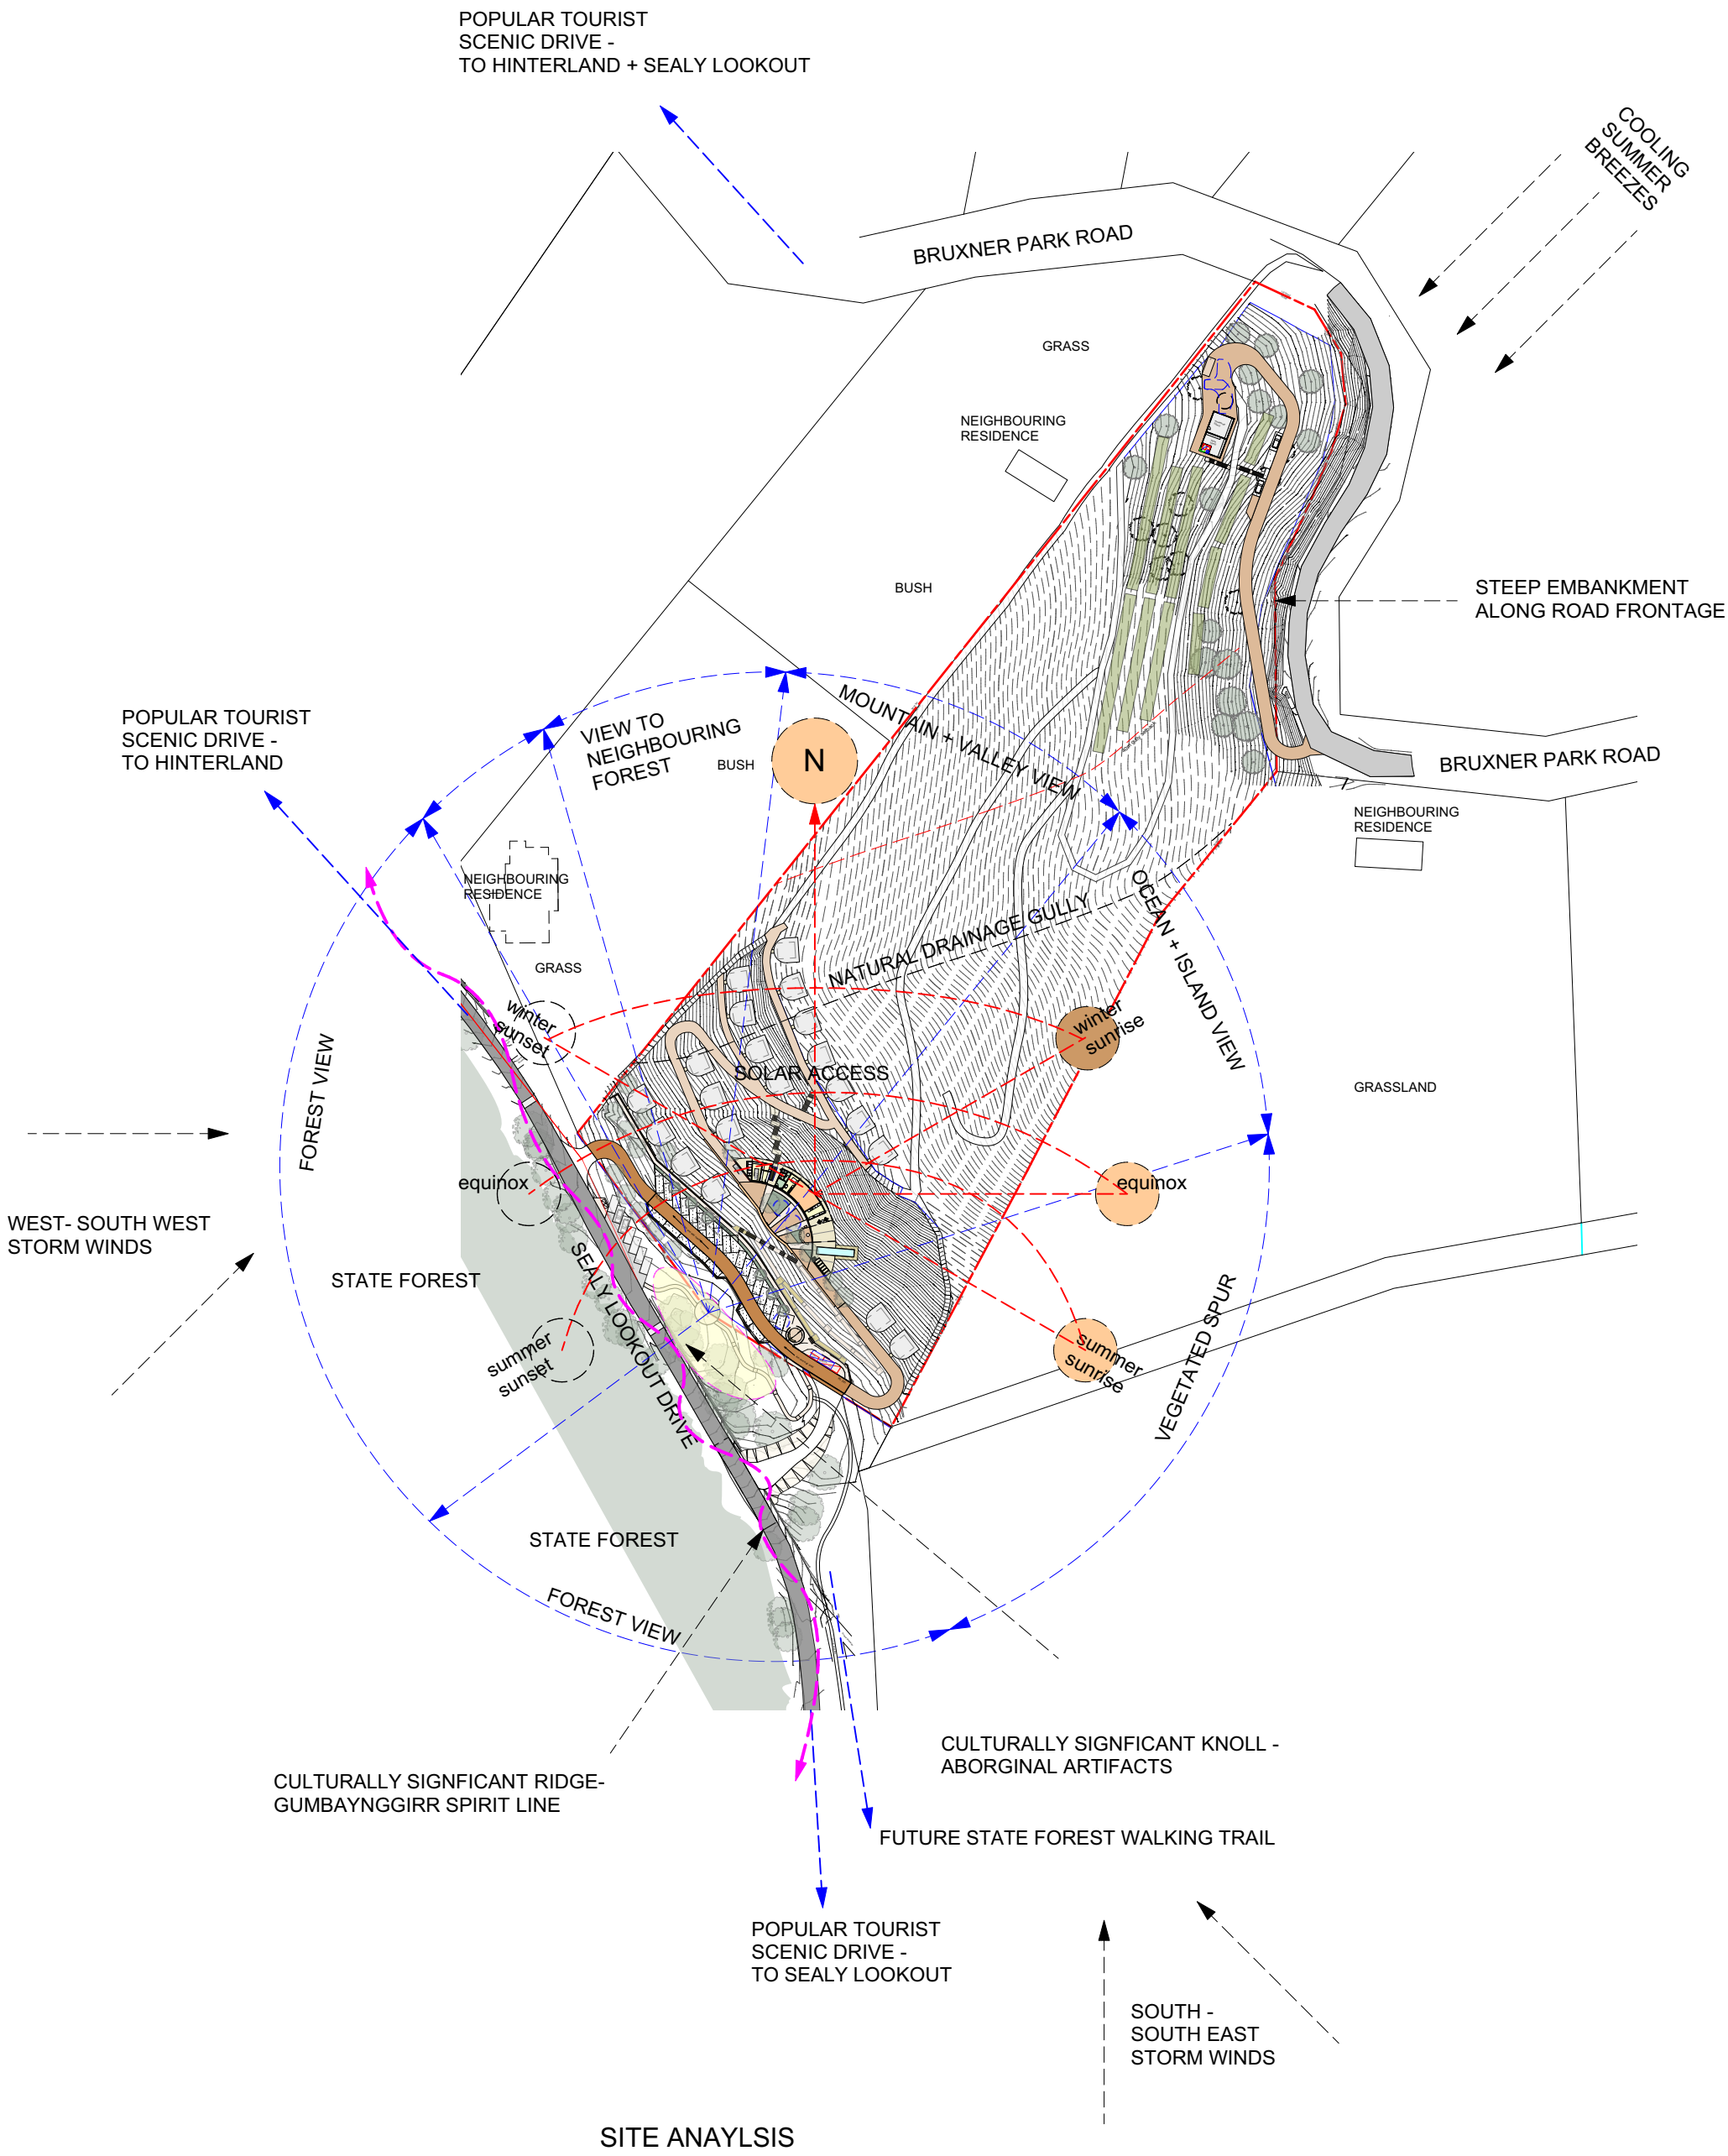 POPULAR TOURIST
SCENIC DRIVE -
TO HINTERLAND + SEALY LOOKOUT
COOLING
SUMMER
BREEZES
BRUXNER PARK ROAD
GRASS
NEIGHBOURING
RESIDENCE
BUSH
STEEP EMBANKMENT
ALONG ROAD FRONTAGE
POPULAR TOURIST
SCENIC DRIVE -
TO HINTERLAND
VIEW TO
NEIGHBOURING
FOREST
BUSH
N
MOUNTAIN + VALLEY VIEW
BRUXNER PARK ROAD
NEIGHBOURING
RESIDENCE
NEIGHBOURING
RESIDENCE
GRASS
NATURAL DRAINAGE GULLY
OCEAN + ISLAND VIEW
winter
sunset
winter
sunrise
FOREST VIEW
SOLAR ACCESS
GRASSLAND
equinox
equinox
WEST- SOUTH WEST
STORM WINDS
STATE FOREST
SEALY LOOKOUT DRIVE
summer
sunset
summer
sunrise
VEGETATED SPUR
STATE FOREST
FOREST VIEW
CULTURALLY SIGNFICANT KNOLL -
ABORGINAL ARTIFACTS
CULTURALLY SIGNFICANT RIDGE-
GUMBAYNGGIRR SPIRIT LINE
FUTURE STATE FOREST WALKING TRAIL
POPULAR TOURIST
SCENIC DRIVE -
TO SEALY LOOKOUT
SOUTH -
SOUTH EAST
STORM WINDS
SITE ANAYLSIS